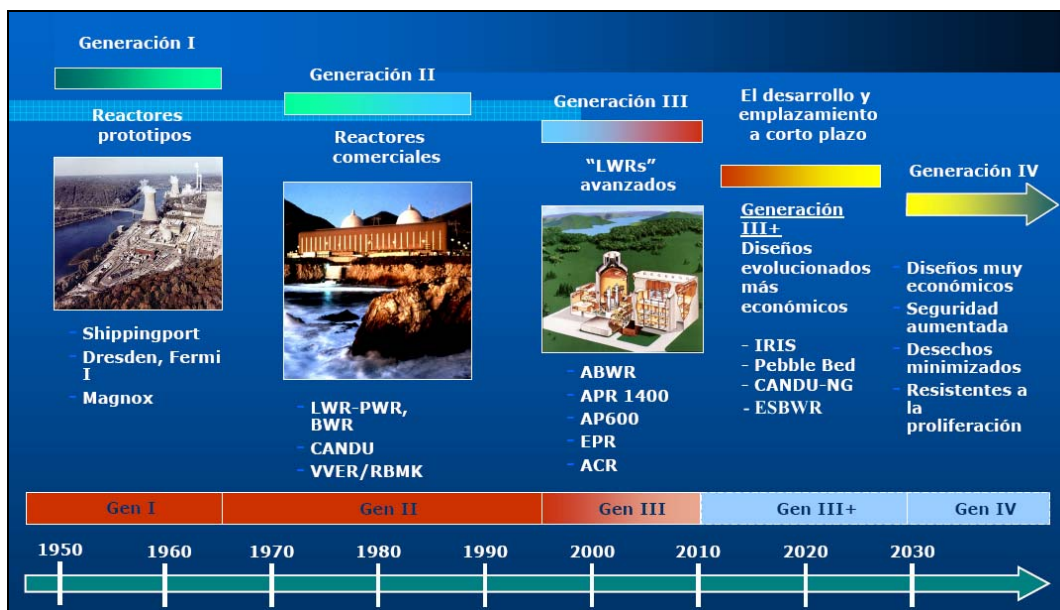 Generación I
Reactores
prototipos
- Shippingport
- Dresden, Fermi
I
- Magnox
Generación II
Reactores
comerciales
- LWR-PWR,
BWR
- CANDU
- VVER/RBMK
Generación III
“LWRs”
avanzados
- ABWR
- APR 1400
- AP600
- EPR
- ACR
El desarrollo y
emplazamiento
a corto plazo
Generación
III+
Diseños
evolucionados
más
económicos
- IRIS
- Pebble Bed
- CANDU-NG
- ESBWR
Generación IV
- Diseños muy
económicos
- Seguridad
aumentada
- Desechos
minimizados
- Resistentes a
la
proliferación
Gen I Gen II Gen III Gen III+ Gen IV
1950 1960 1970 1980 1990 2000 2010 2020 2030